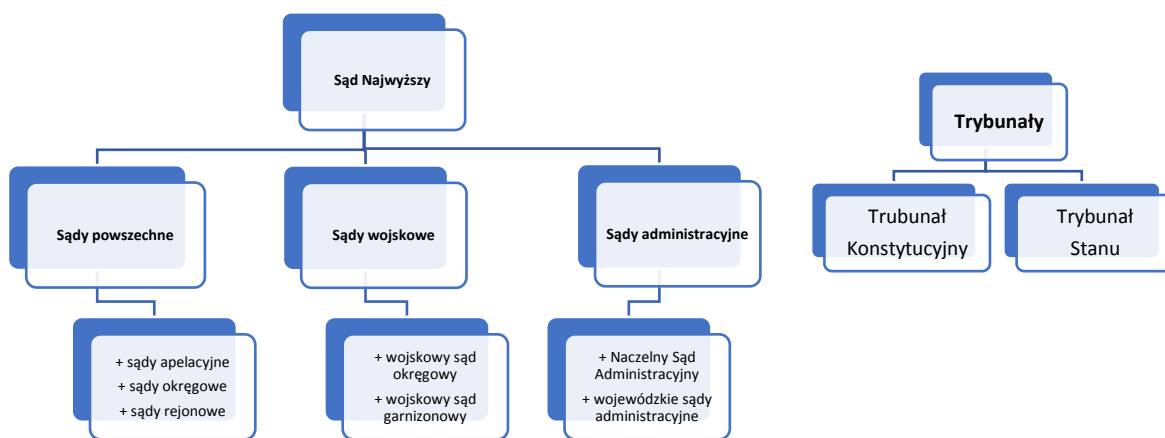 Sąd Najwyższy
Trybunały
Sądy powszechne
Sądy wojskowe
Sądy administracyjne
Trubunał
Konstytucyjny
Trybunał
Stanu
+ sądy apelacyjne
+ sądy okręgowe
+ sądy rejonowe
+ wojskowy sąd
okręgowy
+ wojskowy sąd
garnizonowy
+ Naczelny Sąd
Administracyjny
+ wojewódzkie sądy
administracyjne